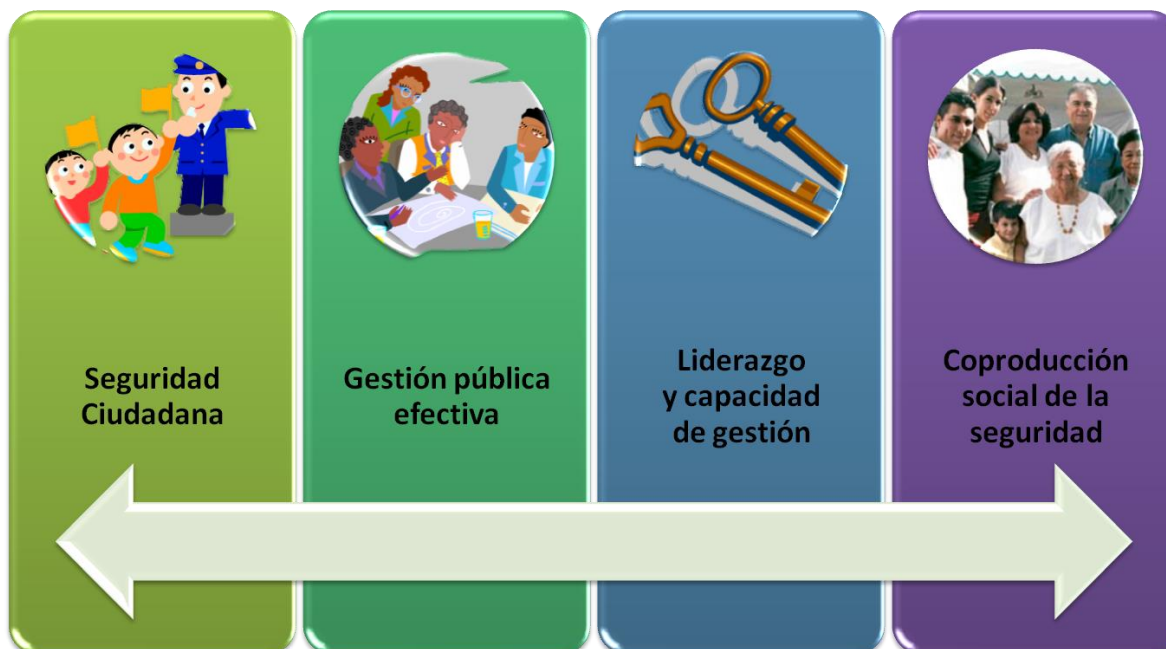 Seguridad
Ciudadana
Gestión pública
efectiva
Liderazgo
y capacidad
de gestión
Coproducción
social de la
seguridad